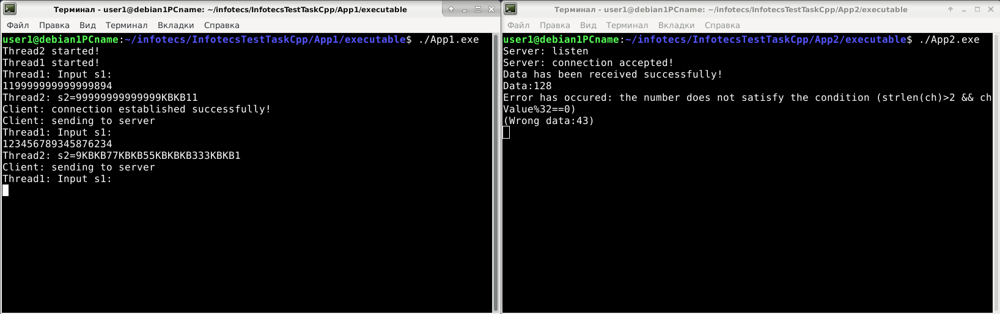 Терминал - user1@debian1PCname: ~/infotecs/InfotecsTestTaskCpp/App1/executable
Файл Правка Вид Терминал Вкладки Справка
user1@debian1PCname:~/infotecs/InfotecsTestTaskCpp/App1/executable$ ./App1.exe
Thread2 started!
Thread1 started!
Thread1: Input s1:
119999999999999894
Thread2: s2=99999999999999KBKB11
Client: connection established successfully!
Client: sending to server
Thread1: Input s1:
123456789345876234
Thread2: s2=9KBKB77KBKB55KBKBKB333KBKB1
Client: sending to server
Thread1: Input s1:
Терминал - user1@debian1PCname: ~/infotecs/InfotecsTestTaskCpp/App2/executable
Файл Правка Вид Терминал Вкладки Справка
user1@debian1PCname:~/infotecs/InfotecsTestTaskCpp/App2/executable$ ./App2.exe
Server: listen
Server: connection accepted!
Data has been received successfully!
Data:128
Error has occured: the number does not satisfy the condition (strlen(ch)>2 && ch
Value%32==0)
(Wrong data:43)